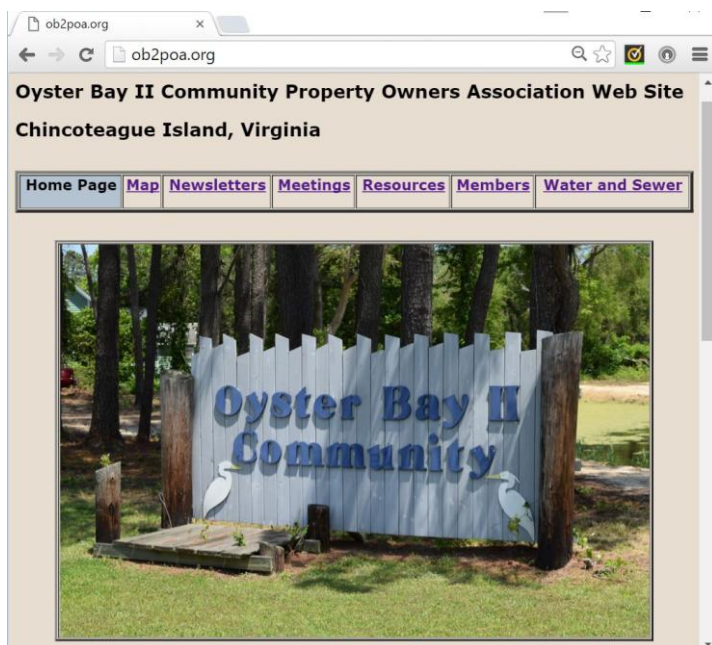 ob2poa.org
ob2poa.org
Oyster Bay II Community Property Owners Association Web Site
Chincoteague Island, Virginia
Home Page Map Newsletters Meetings Resources Members Water and Sewer
Oyster Bay II
Community